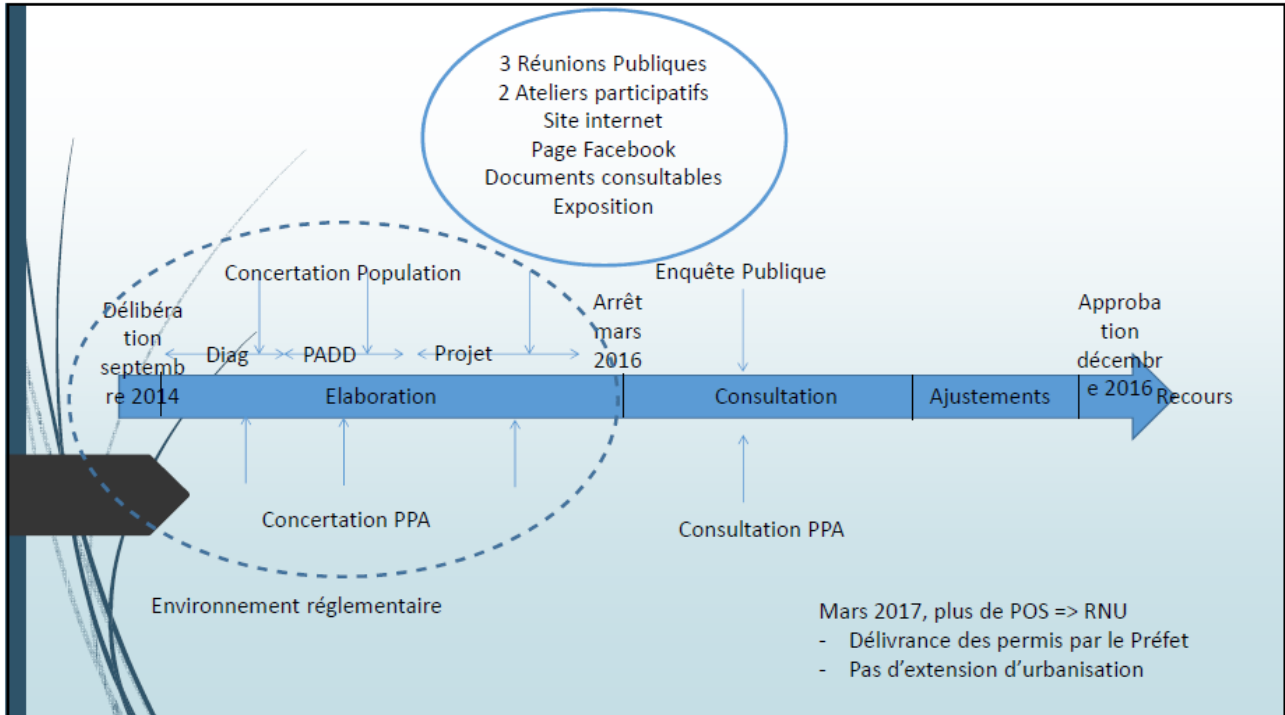 3 Réunions Publiques
2 Ateliers participatifs
Site internet
Page Facebook
Documents consultables
Exposition
Concertation Population
Enquête Publique
Délibéra
tion
septemb
re 2014
Diag
PADD
Projet
Arrêt
mars
2016
Approba
tion
décembr
e 2016
Elaboration
Consultation
Ajustements
Recours
Concertation PPA
Consultation PPA
Environnement réglementaire
Mars 2017, plus de POS => RNU
- Délivrance des permis par le Préfet
- Pas d’extension d’urbanisation